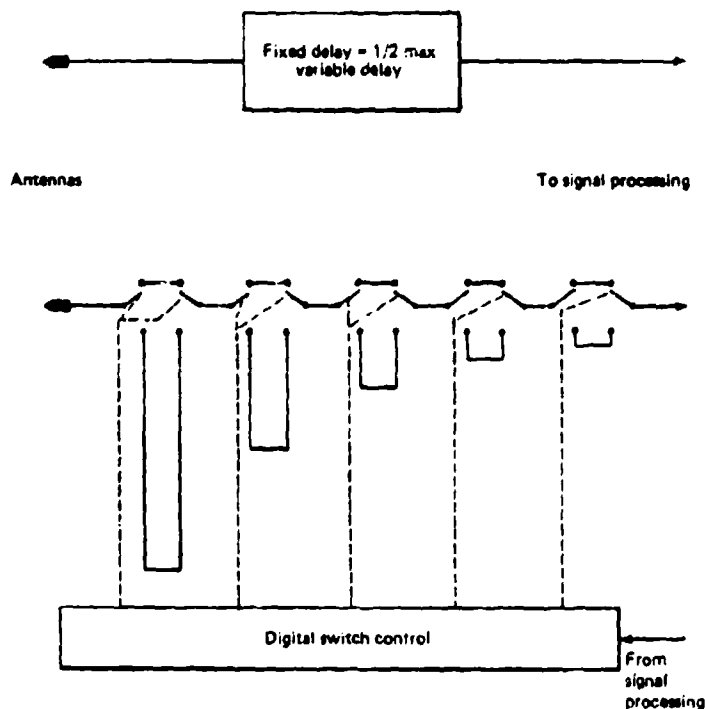 Fixed delay = 1/2 max
variable delay
Antennas
To signal processing
Digital switch control
From
signal
processing